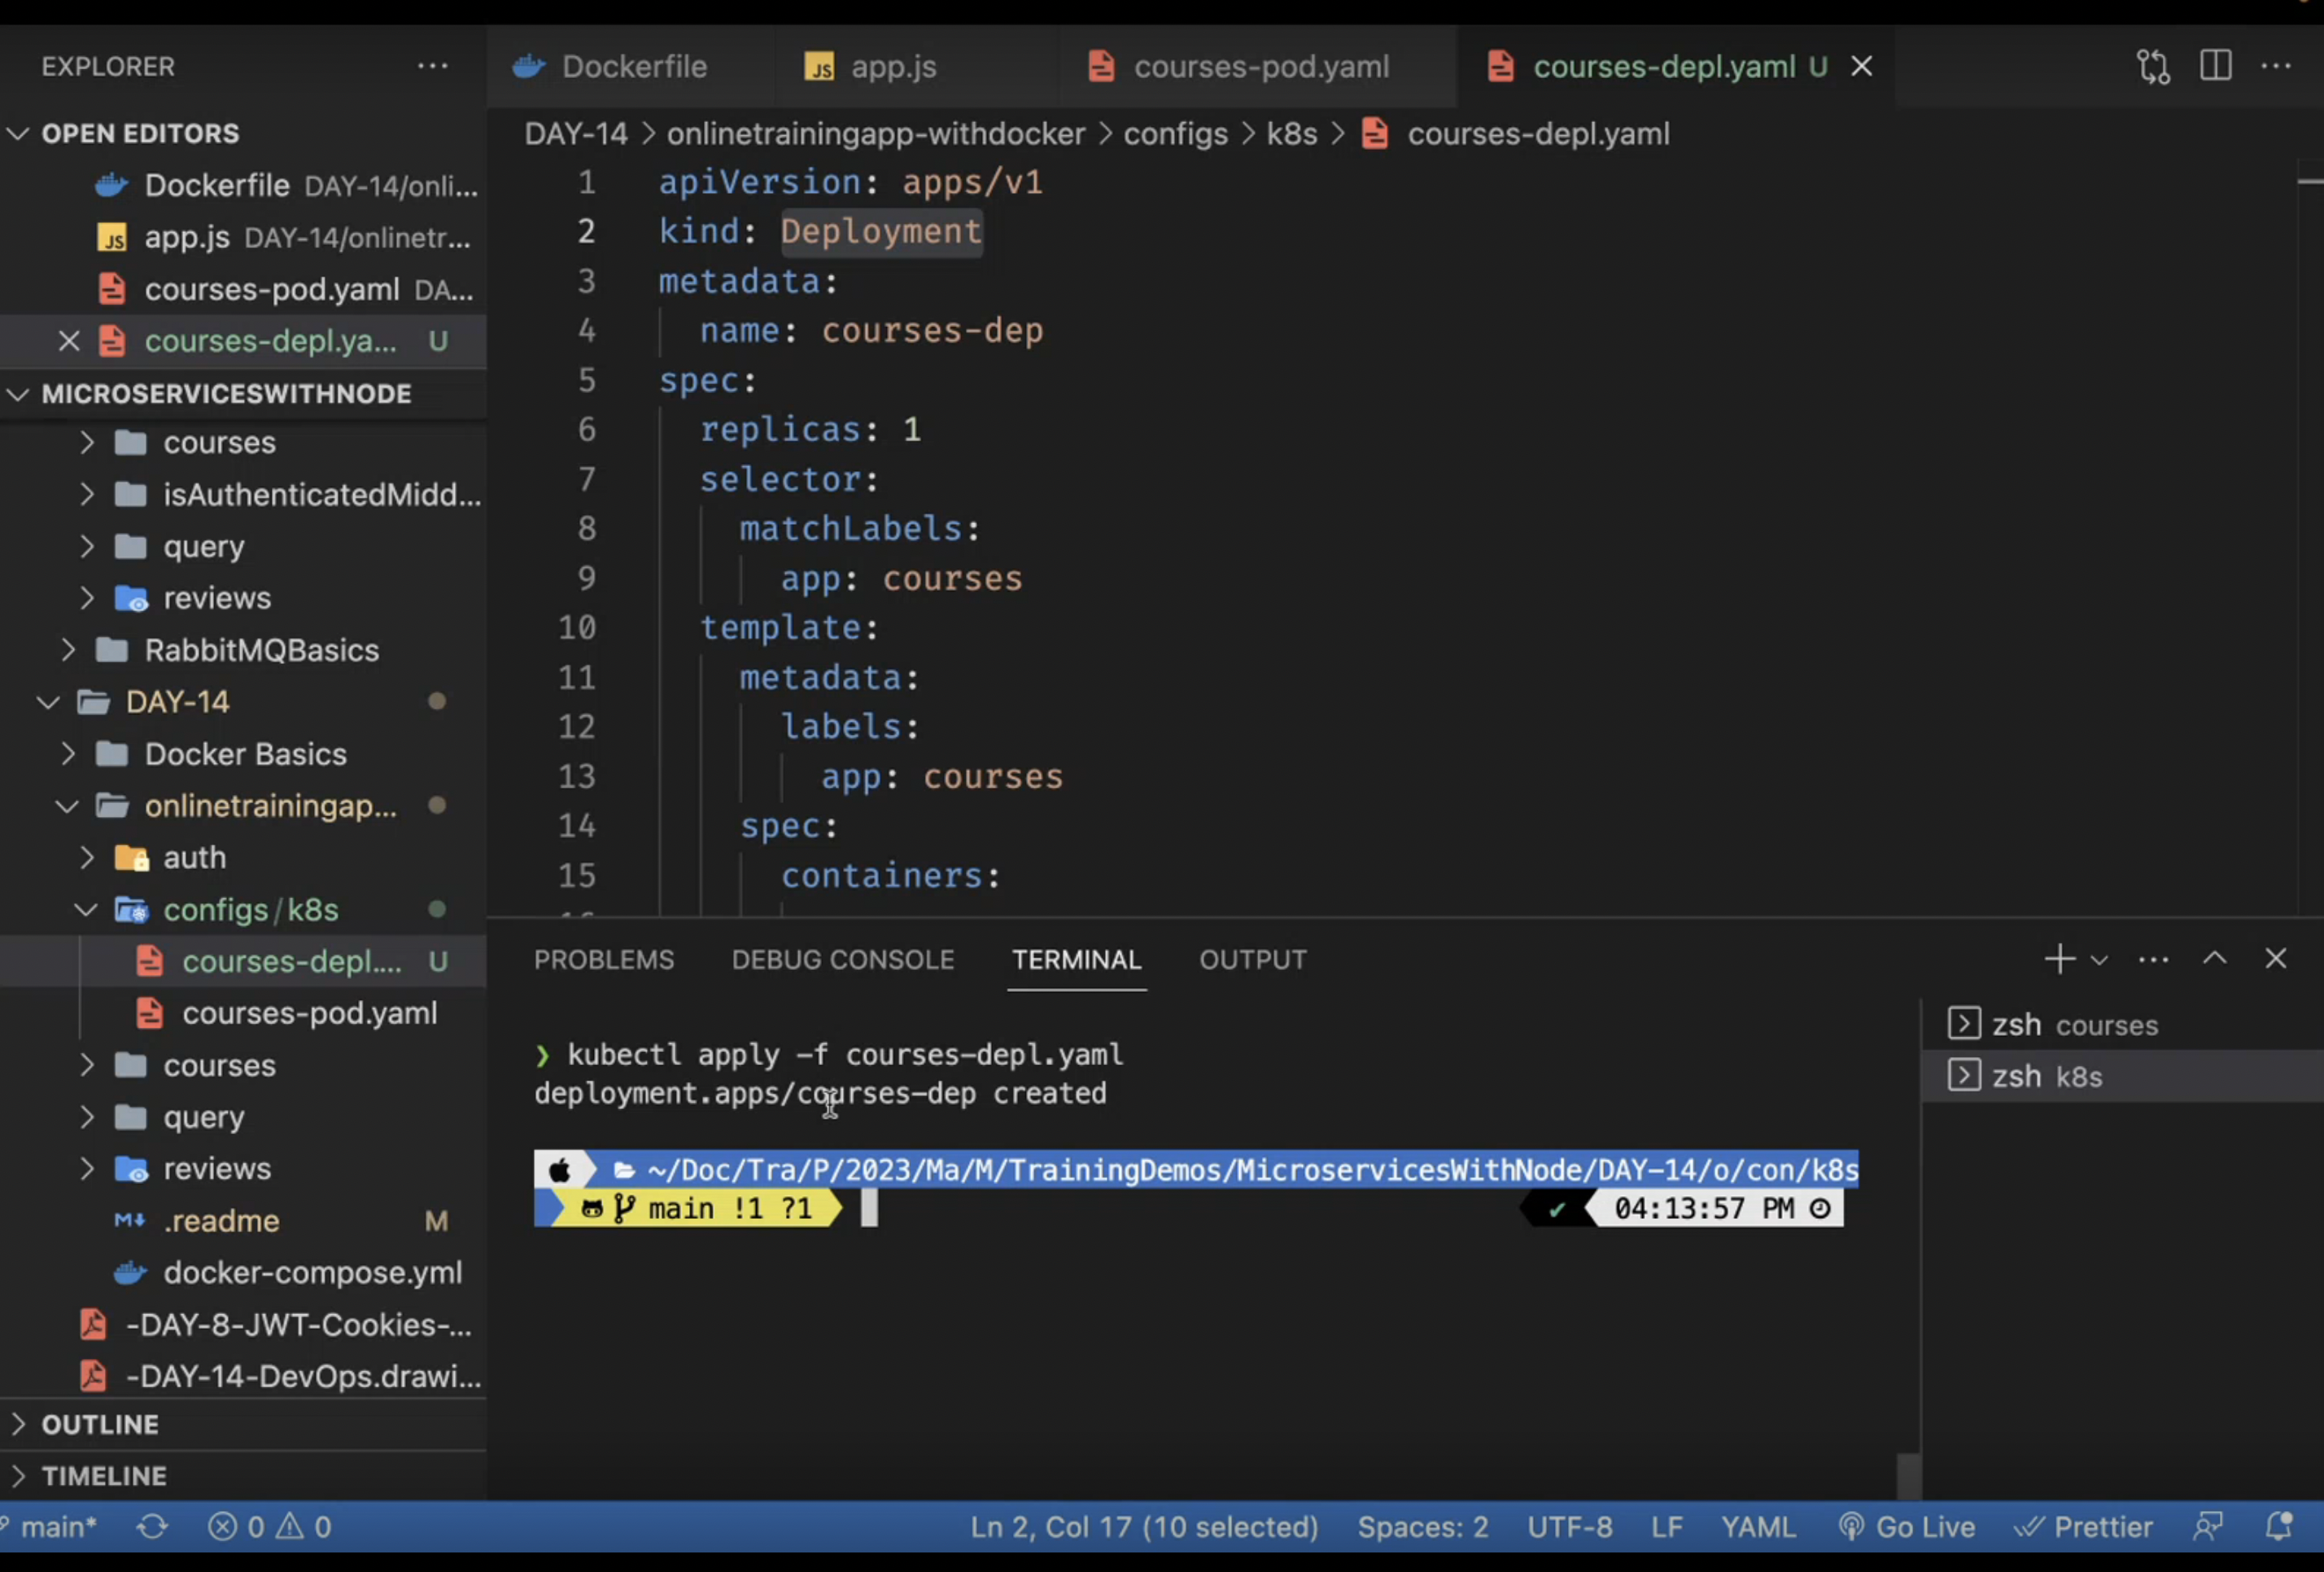 EXPLORER
OPEN EDITORS
Dockerfile DAY-14/onli...
app.js DAY-14/onlinetr...
courses-pod.yaml DA...
courses-depl.ya... U
MICROSERVICESWITHNODE
courses
isAuthenticatedMidd...
query
reviews
RabbitMQBasics
DAY-14
Docker Basics
onlinetrainingap...
auth
configs/k8s
courses-depl.... U
courses-pod.yaml
courses
query
reviews
.readme M
docker-compose.yml
-DAY-8-JWT-Cookies-...
-DAY-14-DevOps.drawi...
OUTLINE
TIMELINE
Dockerfile
JS app.js
courses-pod.yaml
courses-depl.yaml U
DAY-14 > onlinetrainingapp-withdocker > configs > k8s > courses-depl.yaml
1 apiVersion: apps/v1
2 kind: Deployment
3 metadata:
4 name: courses-dep
5 spec:
6 replicas: 1
7 selector:
8 matchLabels:
9 app: courses
10 template:
11 metadata:
12 labels:
13 app: courses
14 spec:
15 containers:
PROBLEMS DEBUG CONSOLE TERMINAL OUTPUT
❯ kubectl apply -f courses-depl.yaml
deployment.apps/courses-dep created
~/Doc/Tra/P/2023/Ma/M/TrainingDemos/MicroservicesWithNode/DAY-14/o/con/k8s
main !1 ?1
✔ 04:13:57 PM
zsh courses
zsh k8s
main* 0 0 Ln 2, Col 17 (10 selected) Spaces: 2 UTF-8 LF YAML Go Live Prettier